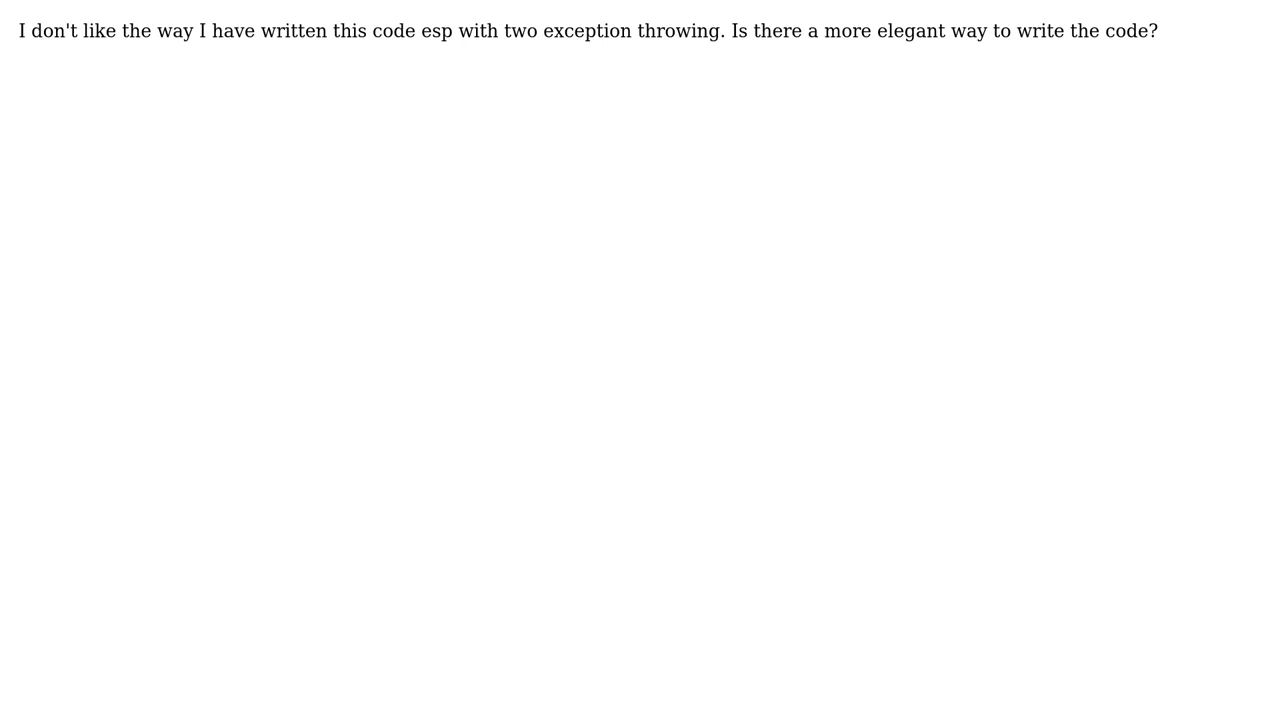 I don't like the way I have written this code esp with two exception throwing. Is there a more elegant way to write the code?